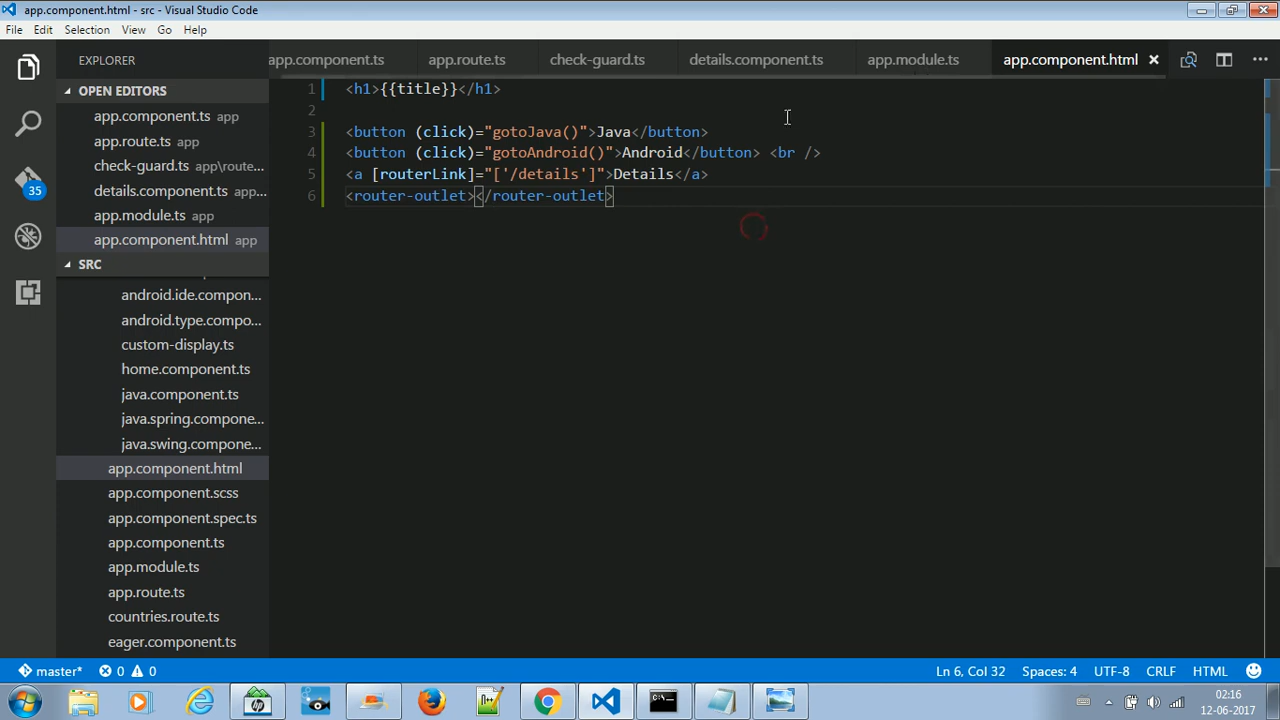 app.component.html - src - Visual Studio Code
File Edit Selection View Go Help
EXPLORER
app.component.ts app.route.ts check-guard.ts details.component.ts app.module.ts app.component.html
OPEN EDITORS
app.component.ts app
app.route.ts app
check-guard.ts app\route...
details.component.ts app...
app.module.ts app
app.component.html app
SRC
android.ide.compon...
android.type.compo...
custom-display.ts
home.component.ts
java.component.ts
java.spring.compone...
java.swing.compone...
app.component.html
app.component.scss
app.component.spec.ts
app.component.ts
app.module.ts
app.route.ts
countries.route.ts
eager.component.ts
35
1 <h1>{{title}}</h1>
2
3 <button (click)="gotoJava()">Java</button>
4 <button (click)="gotoAndroid()">Android</button> <br />
5 <a [routerLink]="['/details']">Details</a>
6 <router-outlet></router-outlet>
master* 0 0 Ln 6, Col 32 Spaces: 4 UTF-8 CRLF HTML
02:16
12-06-2017